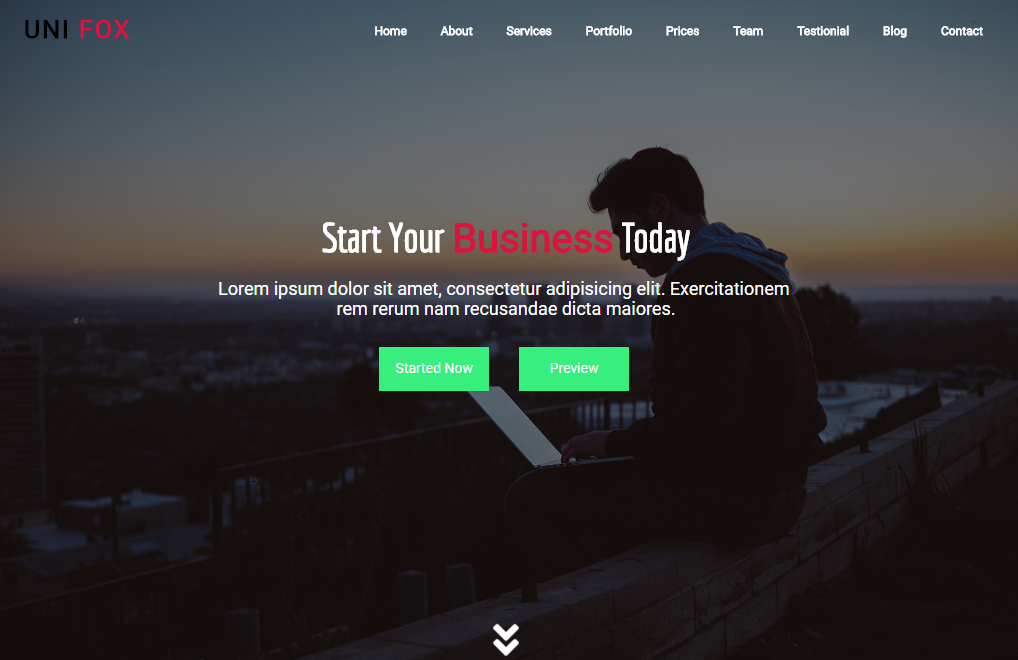 UNI FOX
Home About Services Portfolio Prices Team Testionial Blog Contact
Start Your Business Today
Lorem ipsum dolor sit amet, consectetur adipisicing elit. Exercitationem
rem rerum nam recusandae dicta maiores.
Started Now
Preview